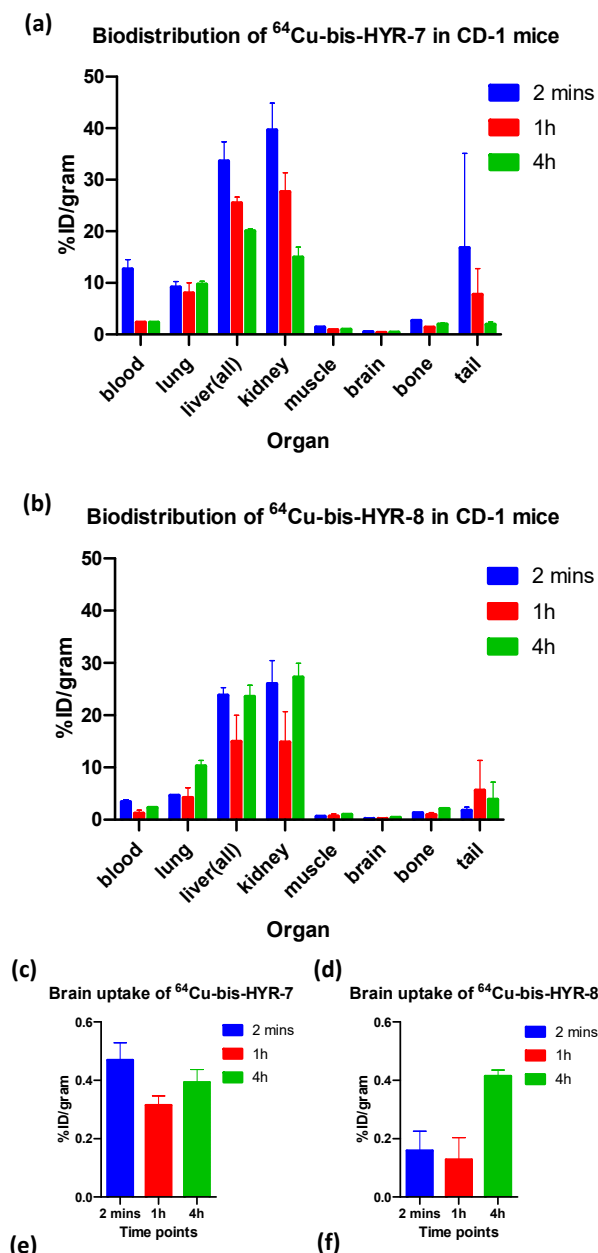 (a)
Biodistribution of ⁶⁴Cu-bis-HYR-7 in CD-1 mice
50
40
30
20
10
0
%ID/gram
2 mins
1h
4h
blood
lung
liver(all)
kidney
muscle
brain
bone
tail
Organ
(b)
Biodistribution of ⁶⁴Cu-bis-HYR-8 in CD-1 mice
50
40
30
20
10
0
%ID/gram
2 mins
1h
4h
blood
lung
liver(all)
kidney
muscle
brain
bone
tail
Organ
(c)
Brain uptake of ⁶⁴Cu-bis-HYR-7
0.6
0.4
0.2
0.0
%ID/gram
2 mins
1h
4h
2 mins 1h 4h
Time points
(d)
Brain uptake of ⁶⁴Cu-bis-HYR-8
0.6
0.4
0.2
0.0
%ID/gram
2 mins
1h
4h
2 mins 1h 4h
Time points
(e)
(f)